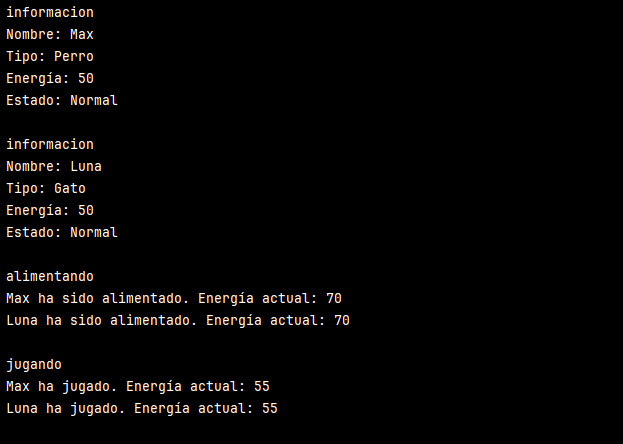 informacion
Nombre: Max
Tipo: Perro
Energía: 50
Estado: Normal
informacion
Nombre: Luna
Tipo: Gato
Energía: 50
Estado: Normal
alimentando
Max ha sido alimentado. Energía actual: 70
Luna ha sido alimentado. Energía actual: 70
jugando
Max ha jugado. Energía actual: 55
Luna ha jugado. Energía actual: 55